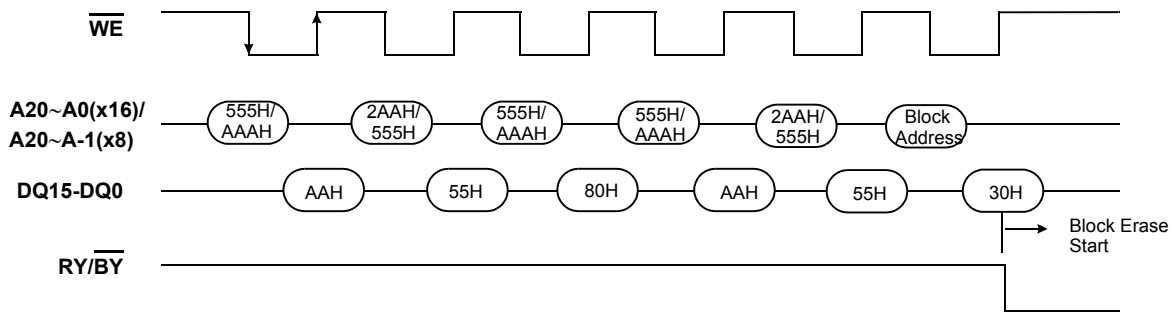 WE
A20~A0(x16)/
A20~A-1(x8)
555H/
AAAH
2AAH/
555H
555H/
AAAH
555H/
AAAH
2AAH/
555H
Block
Address
DQ15-DQ0
AAH
55H
80H
AAH
55H
30H
Block Erase
Start
RY/BY